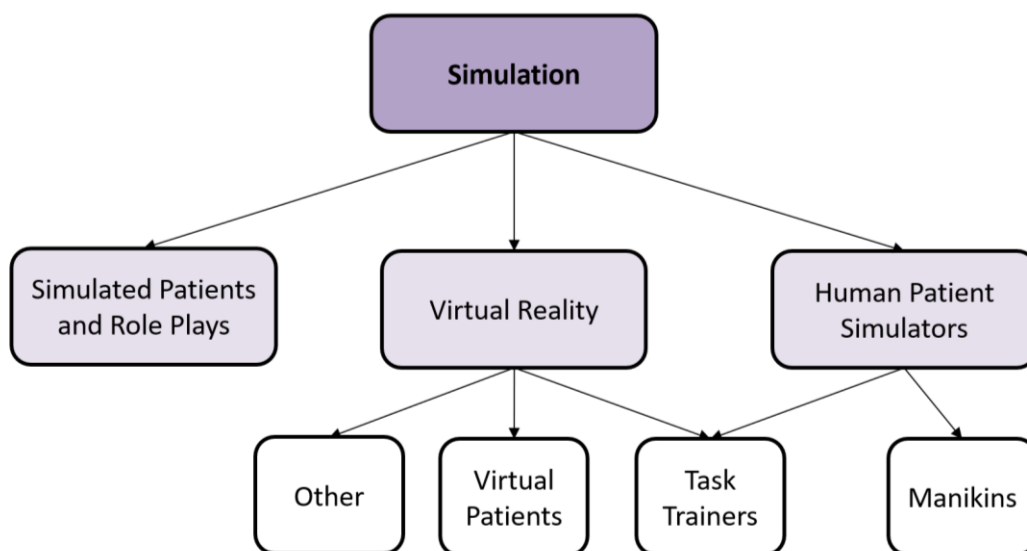 Simulation
Simulated Patients
and Role Plays
Virtual Reality
Human Patient
Simulators
Other
Virtual
Patients
Task
Trainers
Manikins